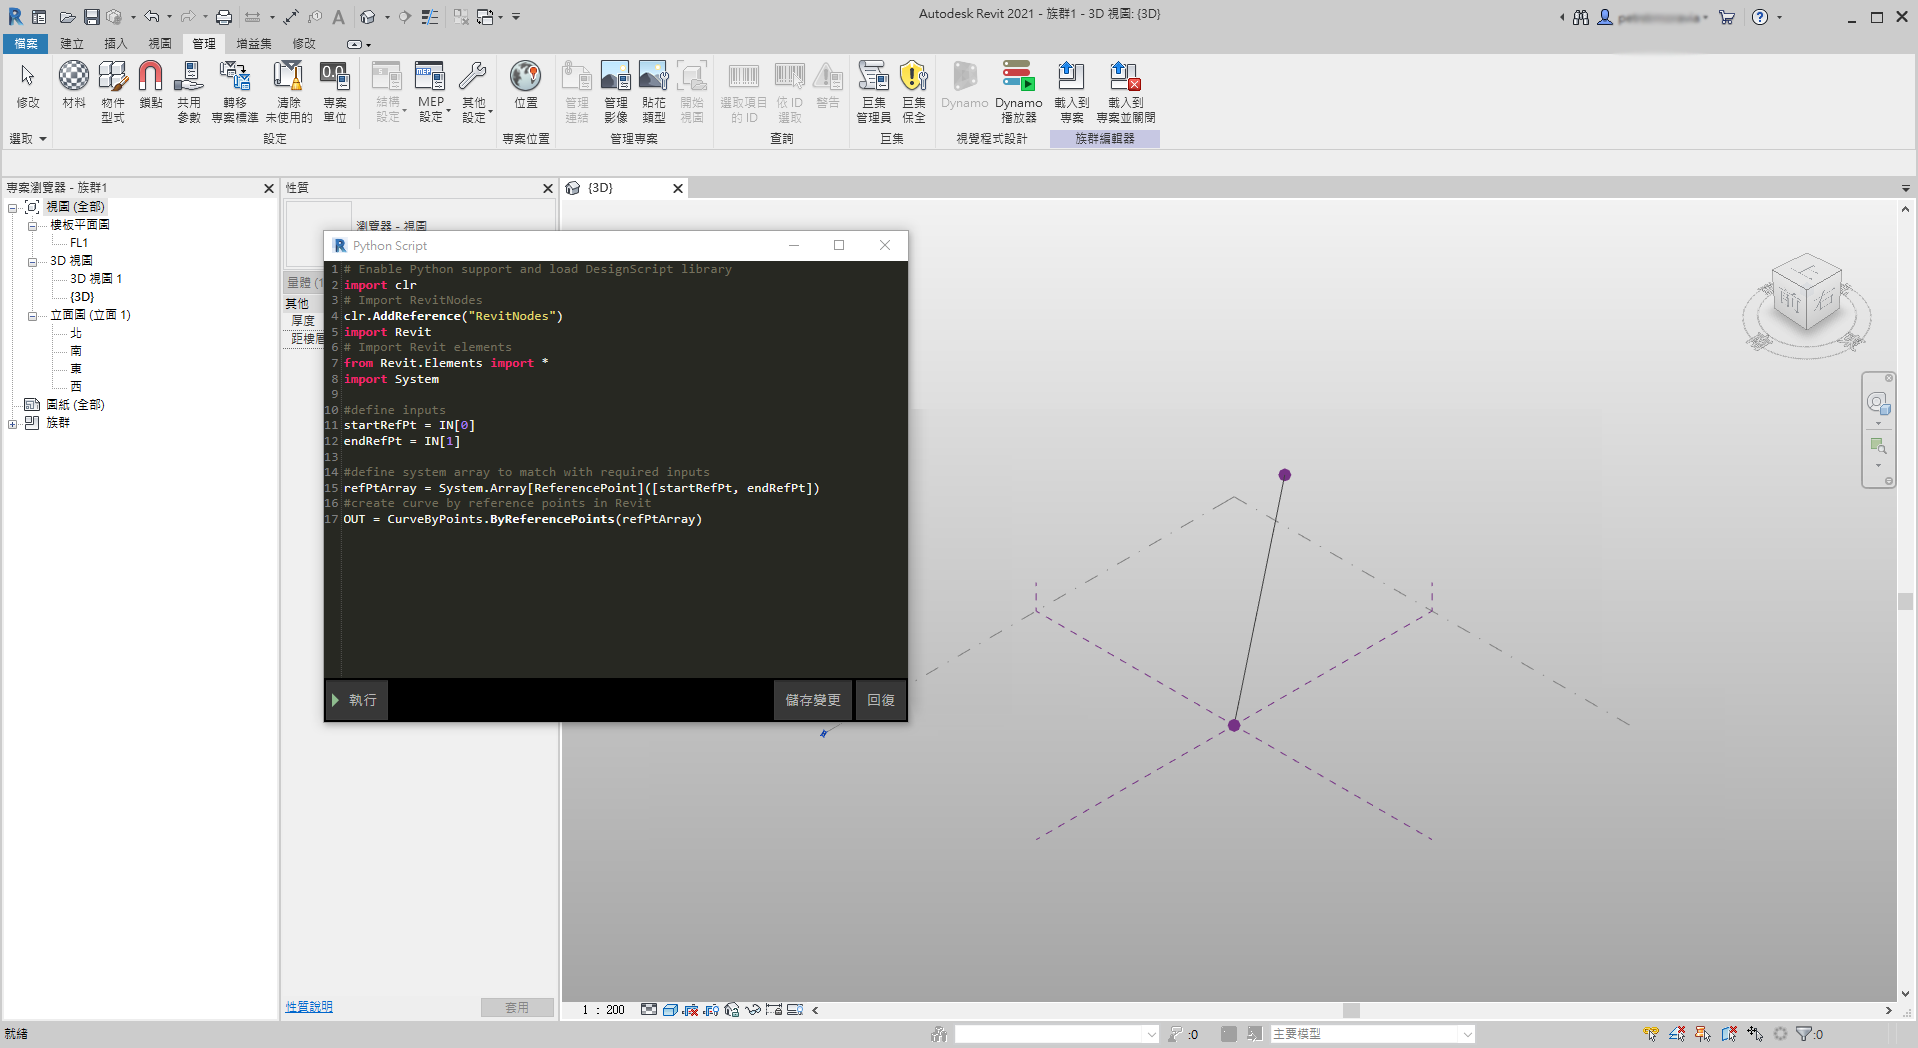 Autodesk Revit 2021 - 族群1 - 3D 視圖: {3D}
檔案 建立 插入 視圖 管理 增益集 修改
修改
材料
物件
型式
鎖點
共用
參數
轉移
專案標準
清除
未使用的
專案
單位
結構
設定
MEP
設定
其他
設定
位置
管理
連結
管理
影像
貼花
類型
開始
視圖
選取項目
的 ID
依 ID
選取
警告
巨集
管理員
巨集
保全
Dynamo
Dynamo
播放器
載入到
專案
載入到
專案並關閉
選取 設定 專案位置 管理專案 查詢 巨集 視覺程式設計 族群編輯器
專案瀏覽器 - 族群1
視圖 (全部)
樓板平面圖
FL1
3D 視圖
3D 視圖 1
{3D}
立面圖 (立面 1)
北
南
東
西
圖紙 (全部)
族群
性質
瀏覽器 - 視圖
量體 (1
其他
厚度
性質說明
套用
{3D}
Python Script
1 # Enable Python support and load DesignScript library
2 import clr
3 # Import RevitNodes
4 clr.AddReference("RevitNodes")
5 import Revit
6 # Import Revit elements
7 from Revit.Elements import *
8 import System
9
10 #define inputs
11 startRefPt = IN[0]
12 endRefPt = IN[1]
13
14 #define system array to match with required inputs
15 refPtArray = System.Array[ReferencePoint]([startRefPt, endRefPt])
16 #create curve by reference points in Revit
17 OUT = CurveByPoints.ByReferencePoints(refPtArray)
執行 儲存變更 回復
上
前
右
1 : 200
就緒
:0
主要模型
:0